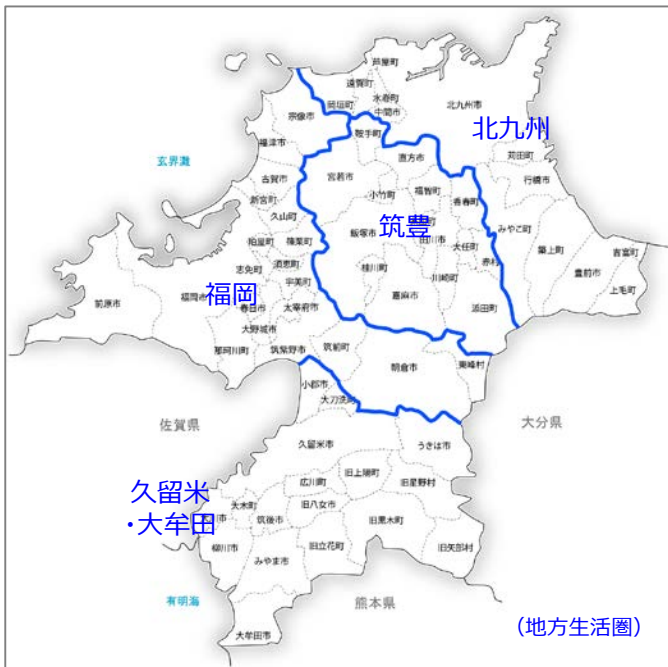 芦屋町
遠賀町
水巻町
岡垣町
中間市
北九州市
宗像市
北九州
鞍手町
福津市
直方市
苅田町
玄界灘
古賀市
宮若市
福智町
行橋市
小竹町
香春町
新宮町
久山町
みやこ町
筑豊
飯塚市
田川市
大任町
築上町
吉富町
粕屋町
篠栗町
赤村
豊前市
志免町
須恵町
桂川町
川崎町
上毛町
前原市
福岡市
福岡
宇美町
嘉麻市
春日市
太宰府市
添田町
大野城市
那珂川町
筑紫野市
筑前町
朝倉市
東峰村
小郡市
大刀洗町
佐賀県
大分県
久留米市
うきは市
久留米
・大牟田
広川町
旧上陽町
旧星野村
大木町
筑後市
旧八女市
旧黒木町
柳川市
みやま市
旧立花町
旧矢部村
有明海
熊本県
（地方生活圏）
大牟田市